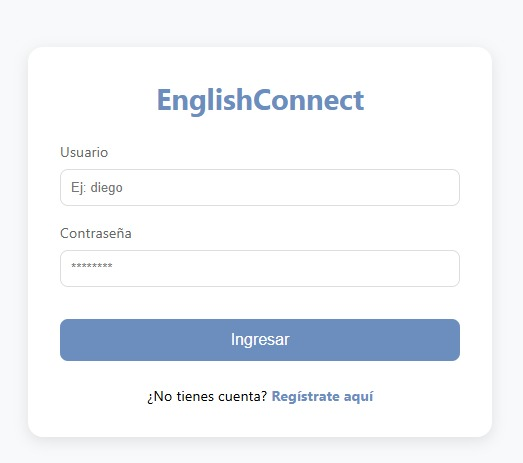 EnglishConnect
Usuario
Ej: diego
Contraseña
********
Ingresar
¿No tienes cuenta? Regístrate aquí